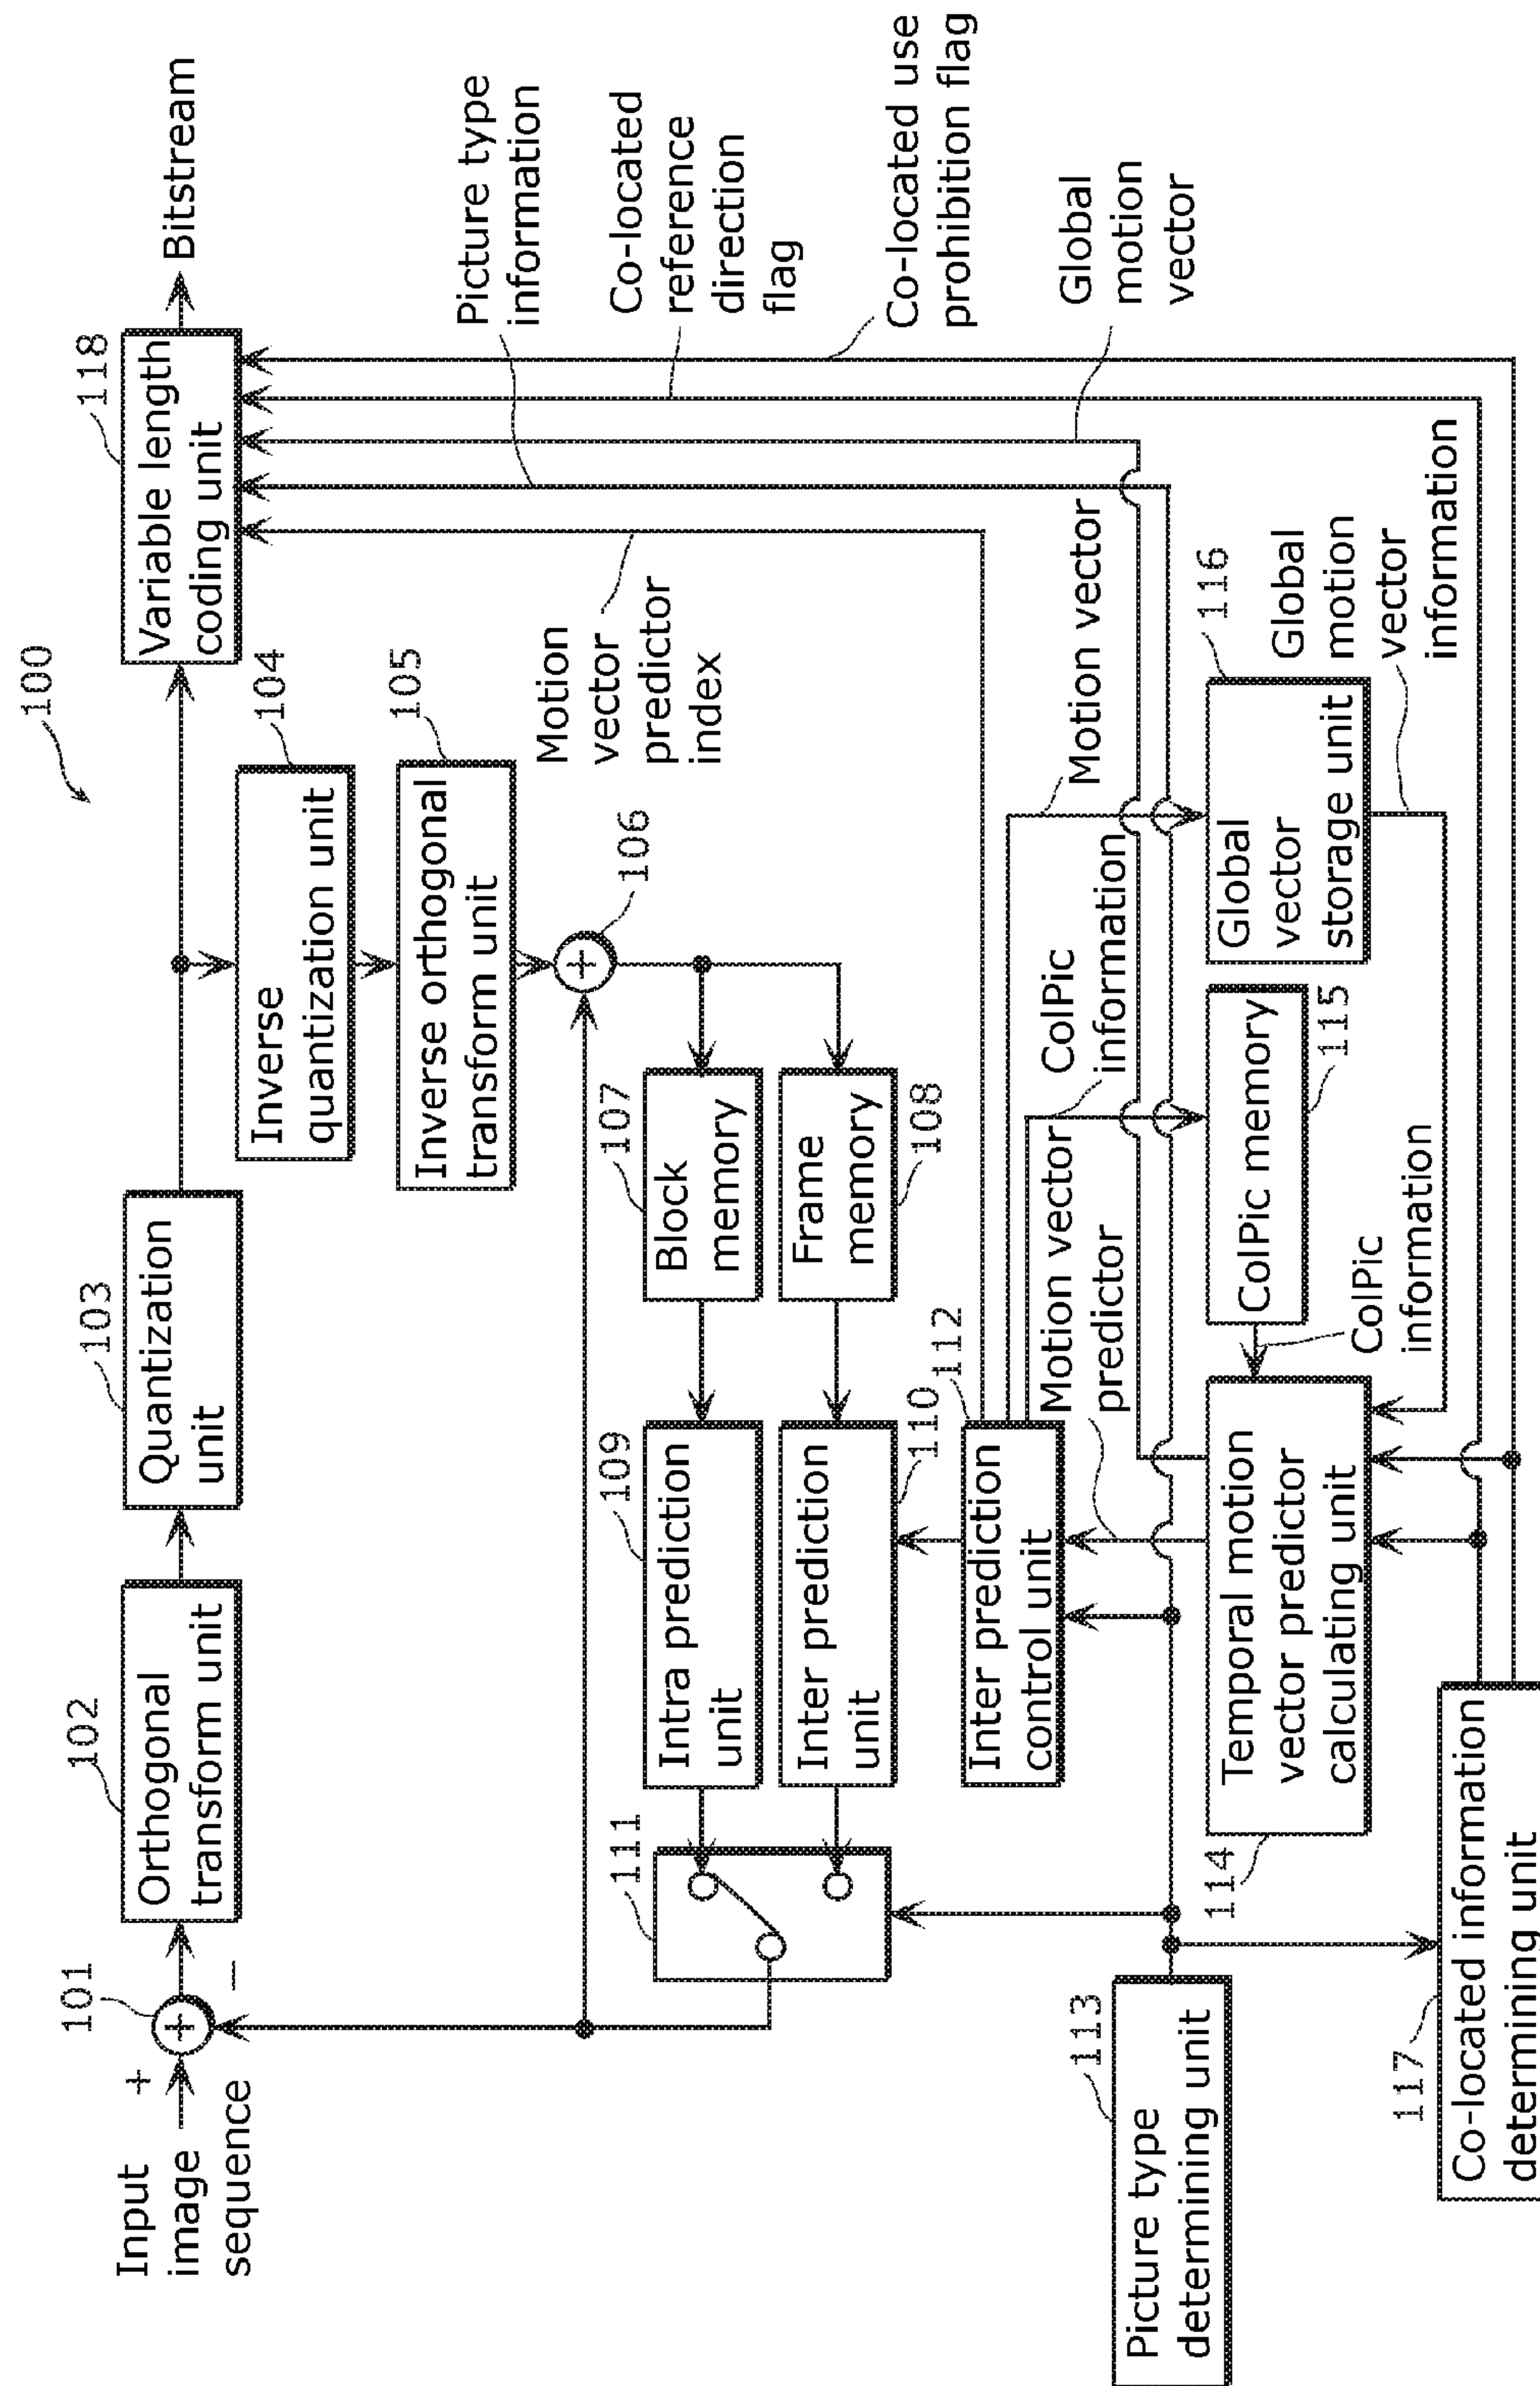 100
Input
image
sequence
+
101
+
−
102
Orthogonal
transform unit
103
Quantization
unit
118
Variable length
coding unit
Bitstream
104
Inverse
quantization unit
105
Inverse orthogonal
transform unit
106
+
Motion
vector
predictor
index
Picture type
information
Co-located
reference
direction
flag
Co-located use
prohibition flag
Global
motion
vector
107
Block
memory
Frame
memory
108
109
Intra prediction
unit
Inter prediction
unit
110
111
112
Inter prediction
control unit
Motion vector
predictor
ColPic
information
Motion vector
113
Picture type
determining unit
114
Temporal motion
vector predictor
calculating unit
ColPic memory
115
ColPic
information
116
Global
vector
storage unit
Global
motion
vector
information
117
Co-located information
determining unit